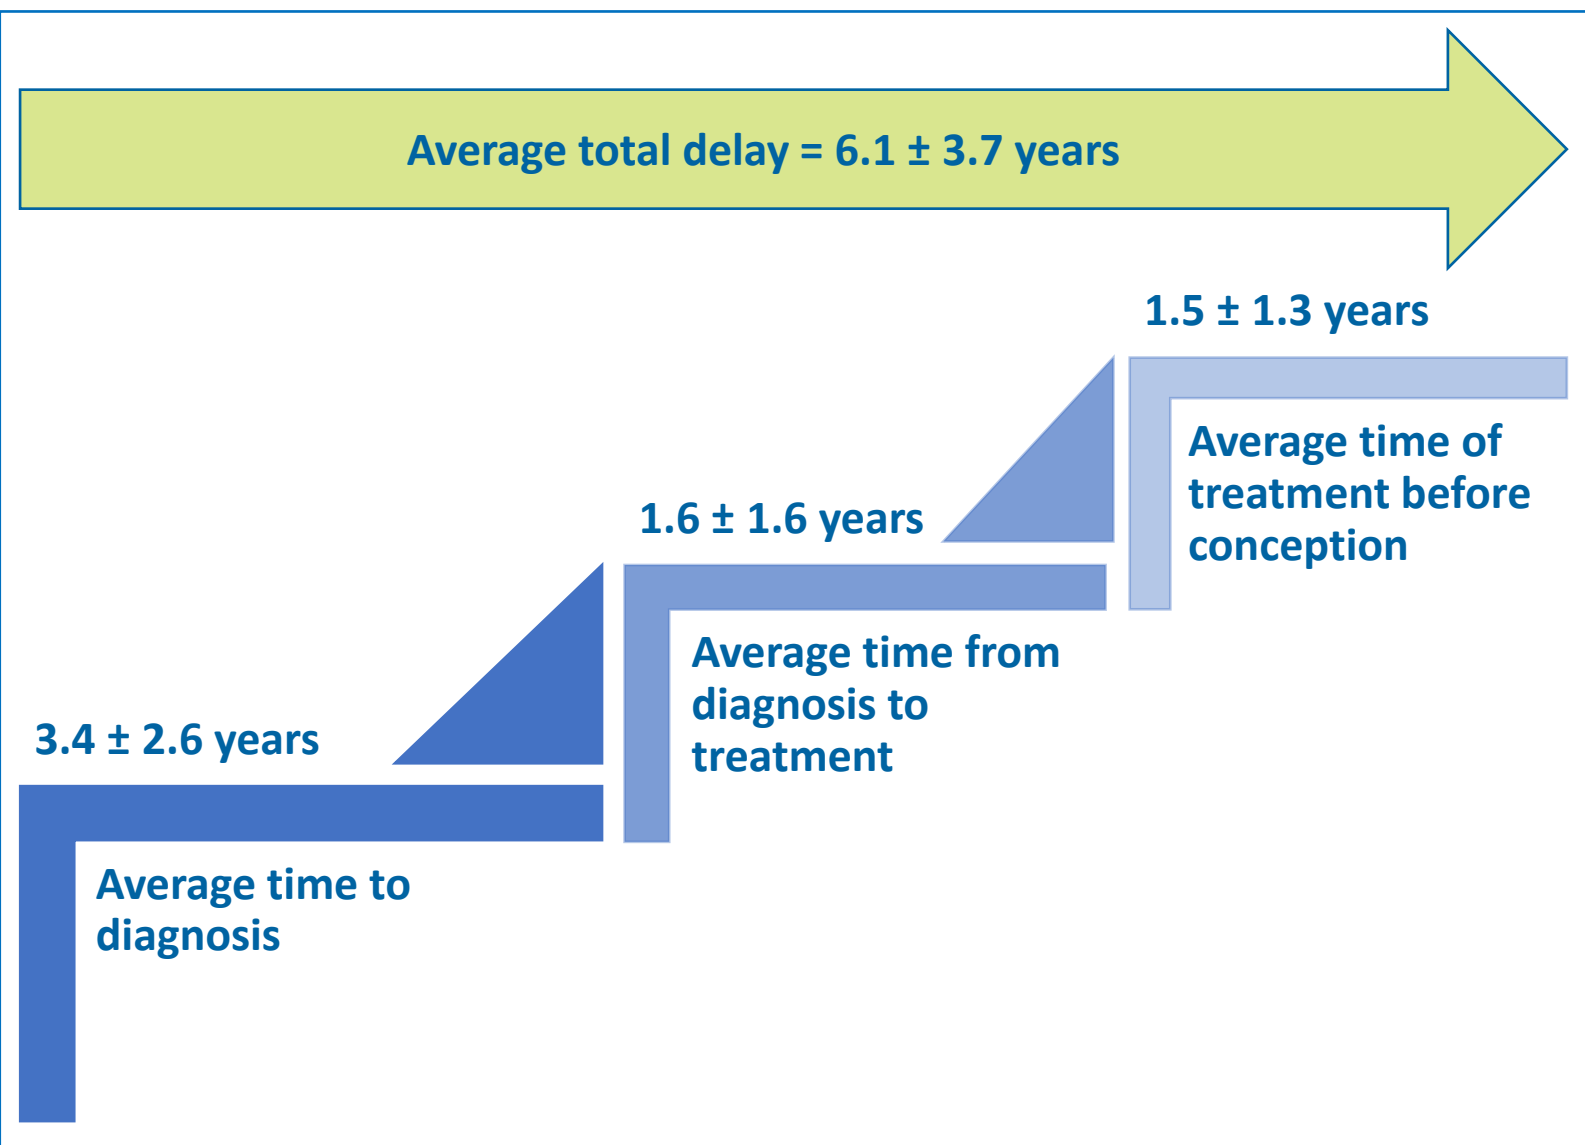 Average total delay = 6.1 ± 3.7 years
1.5 ± 1.3 years
Average time of
treatment before
conception
1.6 ± 1.6 years
Average time from
diagnosis to
treatment
3.4 ± 2.6 years
Average time to
diagnosis